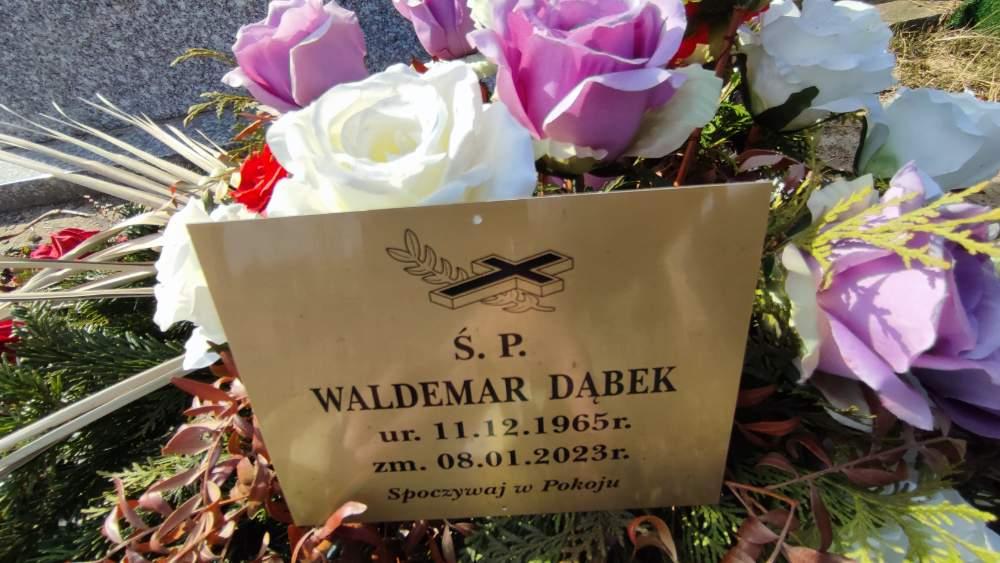 Ś. P.
WALDEMAR DĄBEK
ur. 11.12.1965r.
zm. 08.01.2023r.
Spoczywaj w Pokoju